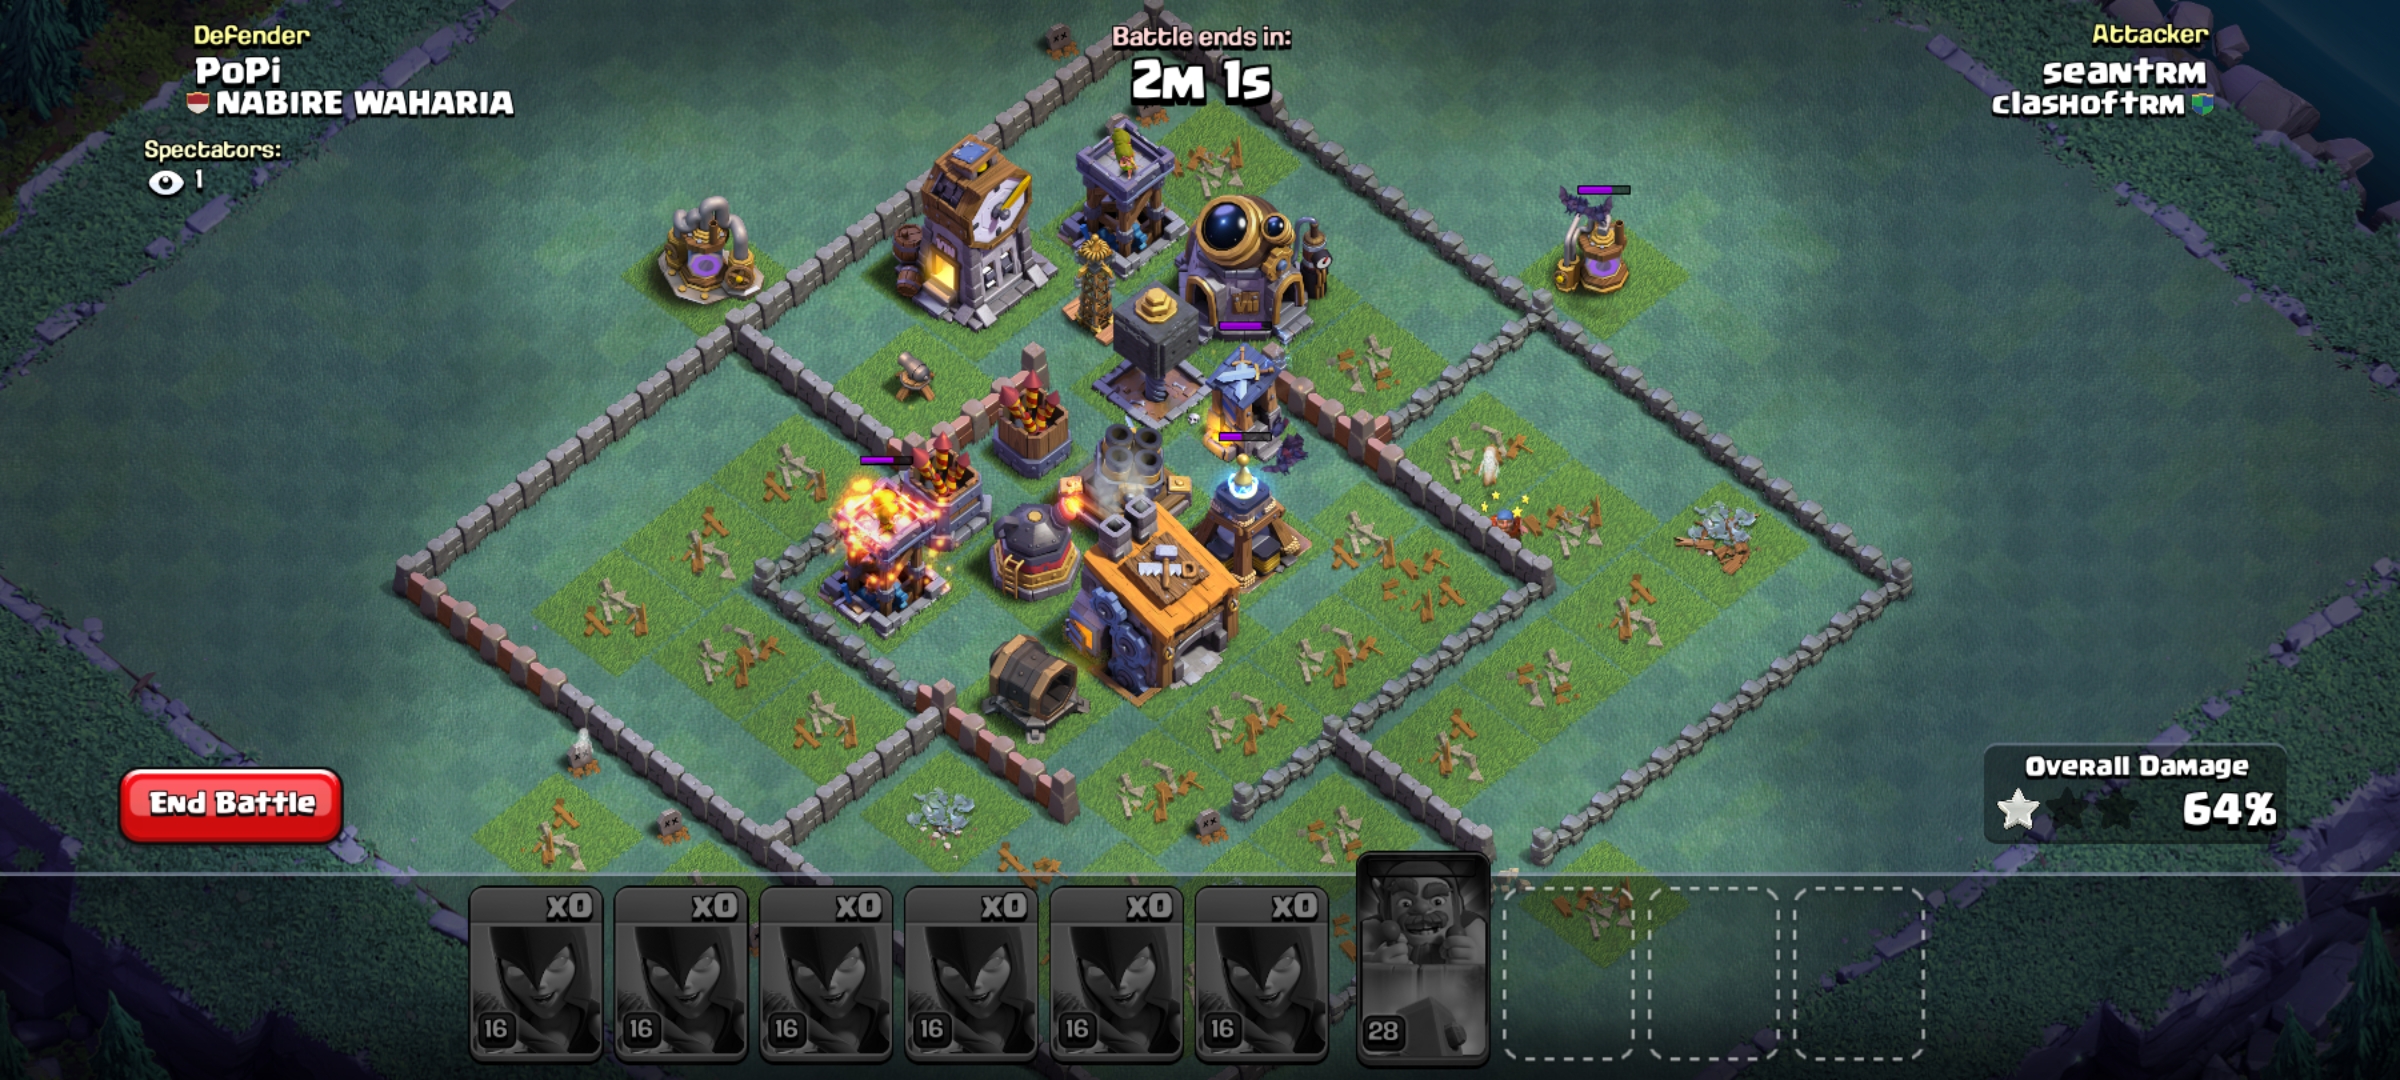 Defender
PoPi
NABIRE WAHARIA
Spectators:
1
Battle ends in:
2M 1S
Attacker
seantRM
clashoftRM
End Battle
Overall Damage
64%
x0
x0
x0
x0
x0
x0
16
16
16
16
16
16
28